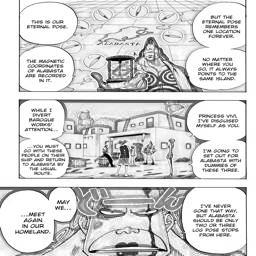 BUT THE
ETERNAL POSE
REMEMBERS
ONE LOCATION
FOREVER.
THIS IS OUR
ETERNAL POSE.
ALABASTA
NO MATTER
WHERE YOU
GO, IT ALWAYS
POINTS TO THE
SAME ISLAND.
THE MAGNETIC
COORDINATES
OF ALABASTA
ARE RECORDED
IN IT.
PRINCESS VIVI,
I'VE DISGUISED
MYSELF AS YOU.
I'M GOING TO
SET OUT FOR
ALABASTA WITH
DUMMIES OF
THESE THREE.
WHILE I
DIVERT
BAROQUE
WORKS'
ATTENTION...
...YOU MUST
GO WITH THESE
PEOPLE ON THEIR
SHIP AND RETURN
TO ALABASTA BY
THE USUAL
ROUTE.
I'VE NEVER
GONE THAT WAY,
BUT ALABASTA
SHOULD BE ONLY
TWO OR THREE
LOG POSE STOPS
FROM HERE.
MAY
WE...
...MEET
AGAIN
IN OUR
HOMELAND.